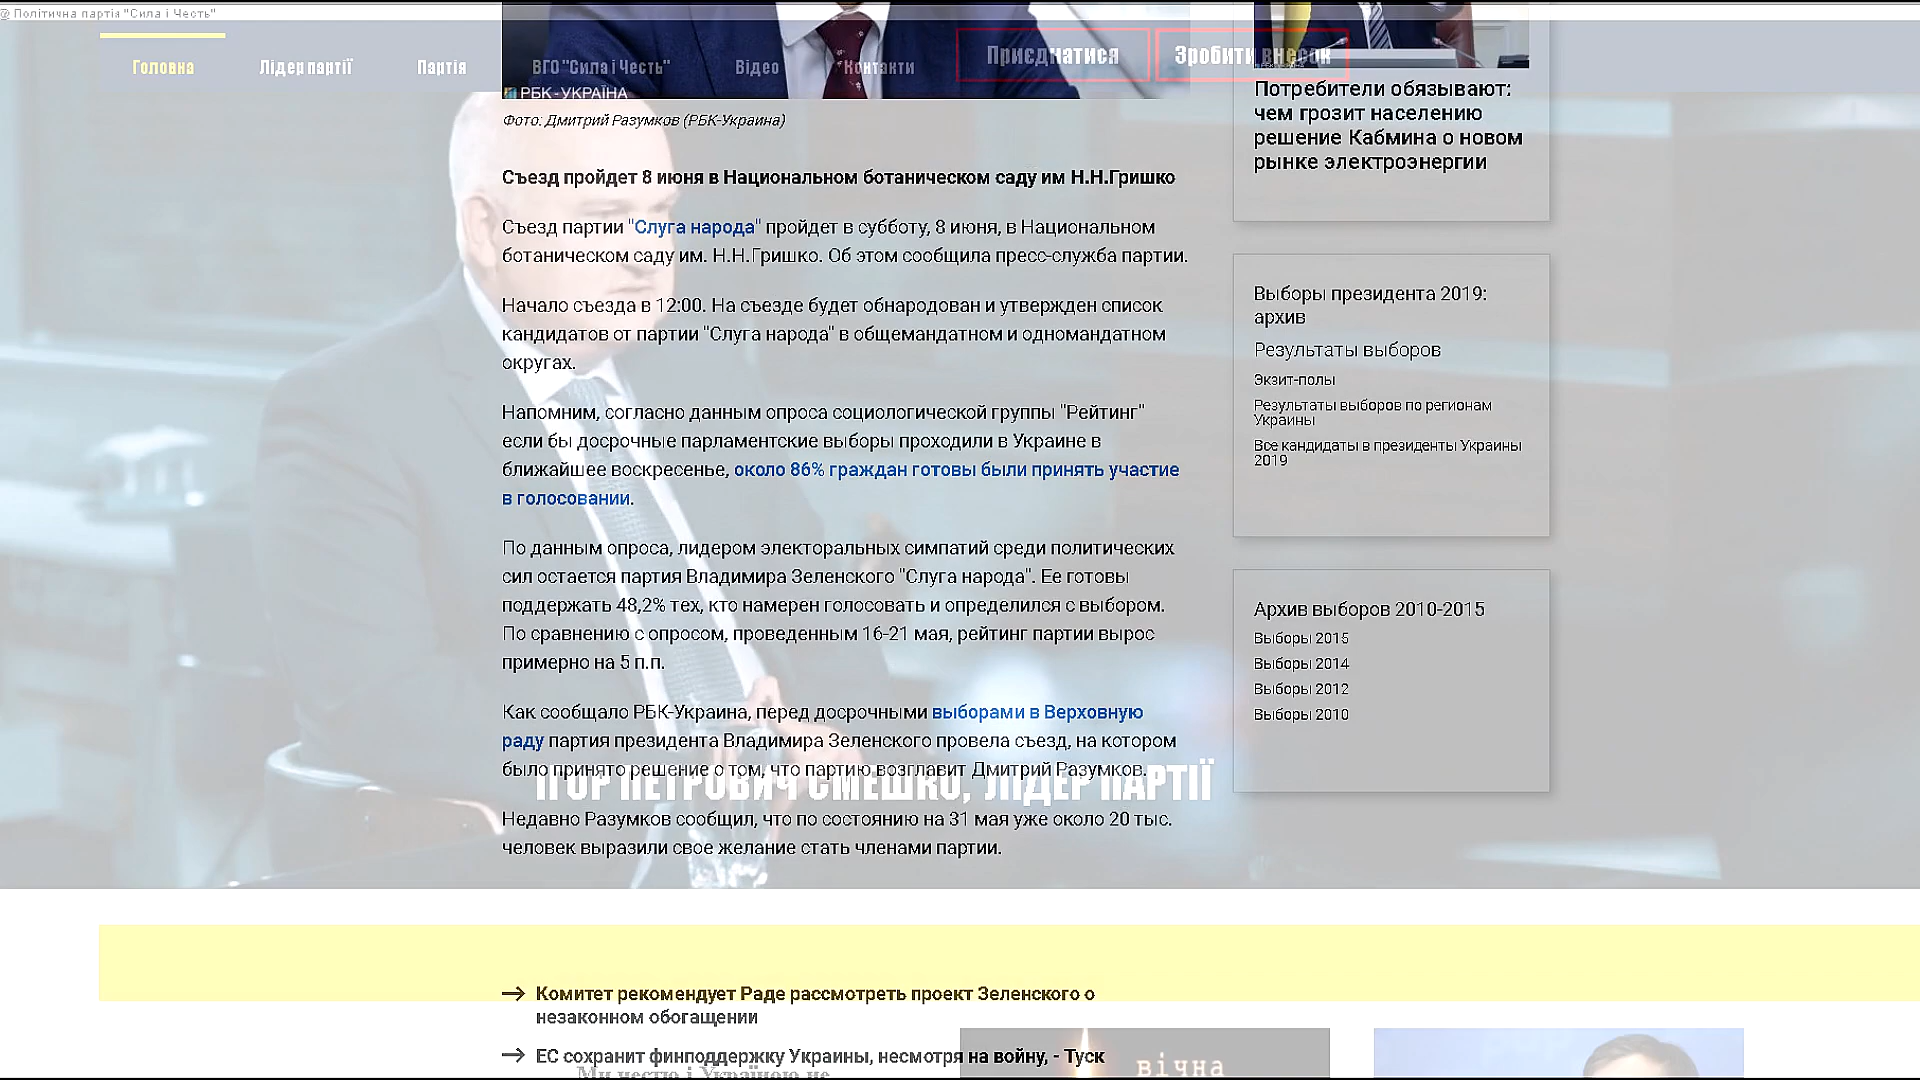 @ Політична партія "Сила і Честь"
Головна
Лідер партії
Партія
ВГО "Сила і Честь"
Відео
Контакти
Приєднатися
Зробити внесок
РБК-УКРАЇНА
Фото: Дмитрий Разумков (РБК-Украина)
Съезд пройдет 8 июня в Национальном ботаническом саду им Н.Н.Гришко
Съезд партии "Слуга народа" пройдет в субботу, 8 июня, в Национальном
ботаническом саду им. Н.Н.Гришко. Об этом сообщила пресс-служба партии.
Начало съезда в 12:00. На съезде будет обнародован и утвержден список
кандидатов от партии "Слуга народа" в общемандатном и одномандатном
округах.
Напомним, согласно данным опроса социологической группы "Рейтинг"
если бы досрочные парламентские выборы проходили в Украине в
ближайшее воскресенье, около 86% граждан готовы были принять участие
в голосовании.
По данным опроса, лидером электоральных симпатий среди политических
сил остается партия Владимира Зеленского "Слуга народа". Ее готовы
поддержать 48,2% тех, кто намерен голосовать и определился с выбором.
По сравнению с опросом, проведенным 16-21 мая, рейтинг партии вырос
примерно на 5 п.п.
Как сообщало РБК-Украина, перед досрочными выборами в Верховную
раду партия президента Владимира Зеленского провела съезд, на котором
было принято решение о том, что партию возглавит Дмитрий Разумков.
ІГОР ПЕТРОВИЧ СМЕШКО, ЛІДЕР ПАРТІЇ
Недавно Разумков сообщил, что по состоянию на 31 мая уже около 20 тыс.
человек выразили свое желание стать членами партии.
Комитет рекомендует Раде рассмотреть проект Зеленского о
незаконном обогащении
ЕС сохранит финподдержку Украины, несмотря на войну, - Туск
Ми честю і Україною не
вічна
Потребители обязывают:
чем грозит населению
решение Кабмина о новом
рынке электроэнергии
Выборы президента 2019:
архив
Результаты выборов
Экзит-полы
Результаты выборов по регионам
Украины
Все кандидаты в президенты Украины
2019
Архив выборов 2010-2015
Выборы 2015
Выборы 2014
Выборы 2012
Выборы 2010